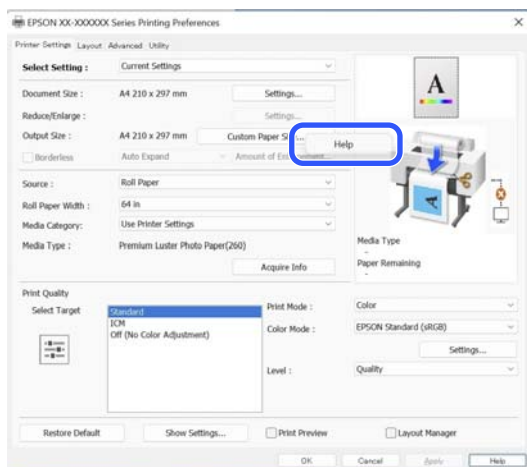 EPSON XX-XXXXXX Series Printing Preferences
Printer Settings Layout Advanced Utility
Select Setting : Current Settings
Document Size : A4 210 x 297 mm Settings...
Reduce/Enlarge : Settings...
Output Size : A4 210 x 297 mm Custom Paper Si
Help
Borderless Auto Expand Amount of
Source : Roll Paper
Roll Paper Width : 64 in
Media Category: Use Printer Settings
Media Type : Premium Luster Photo Paper(260)
Acquire Info
A
A
Media Type
-
Paper Remaining
-
Print Quality
Select Target
Standard
ICM
Off (No Color Adjustment)
Print Mode : Color
Color Mode : EPSON Standard (sRGB)
Settings...
Level : Quality
Restore Default Show Settings... Print Preview Layout Manager
OK Cancel Apply Help